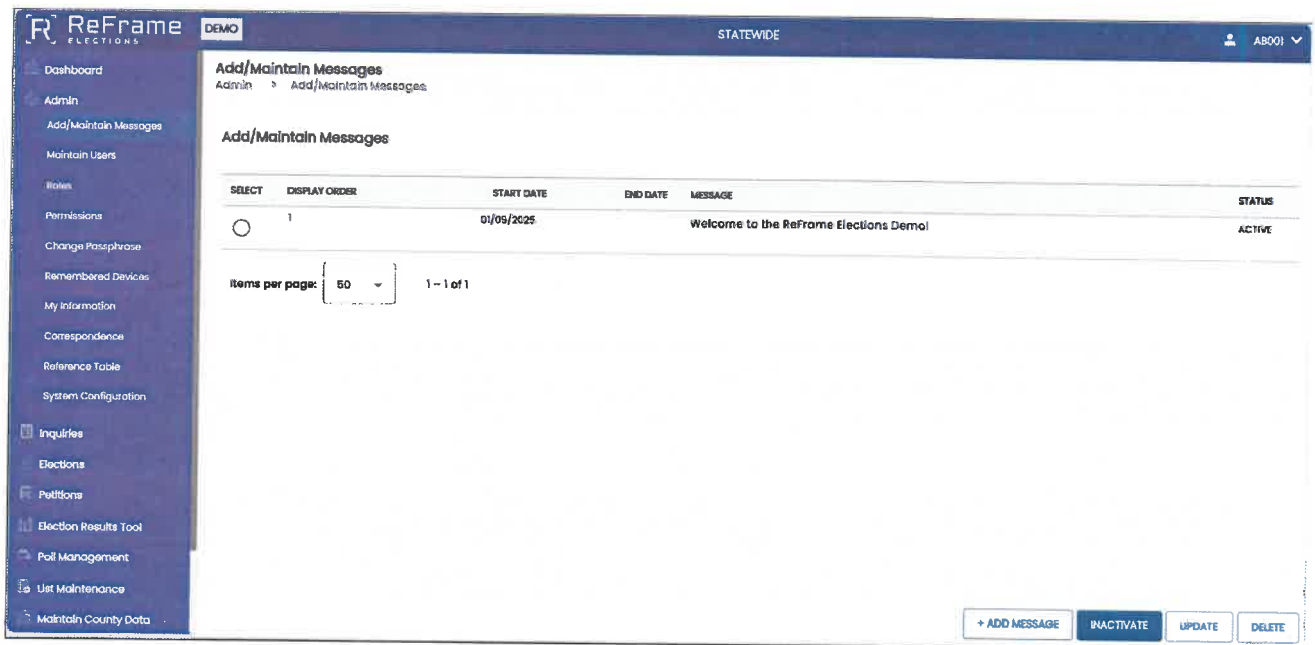 [R] ReFrame
ELECTIONS
DEMO
STATEWIDE
AB001
Dashboard
Admin
Add/Maintain Messages
Maintain Users
Roles
Permissions
Change Passphrase
Remembered Devices
My Information
Correspondence
Reference Table
System Configuration
Inquiries
Elections
Petitions
Election Results Tool
Poll Management
List Maintenance
Maintain County Data
Add/Maintain Messages
Admin > Add/Maintain Messages
Add/Maintain Messages
SELECT DISPLAY ORDER START DATE END DATE MESSAGE STATUS
1 01/09/2025 Welcome to the ReFrame Elections Demo! ACTIVE
Items per page: 50 1 – 1 of 1
+ ADD MESSAGE INACTIVATE UPDATE DELETE